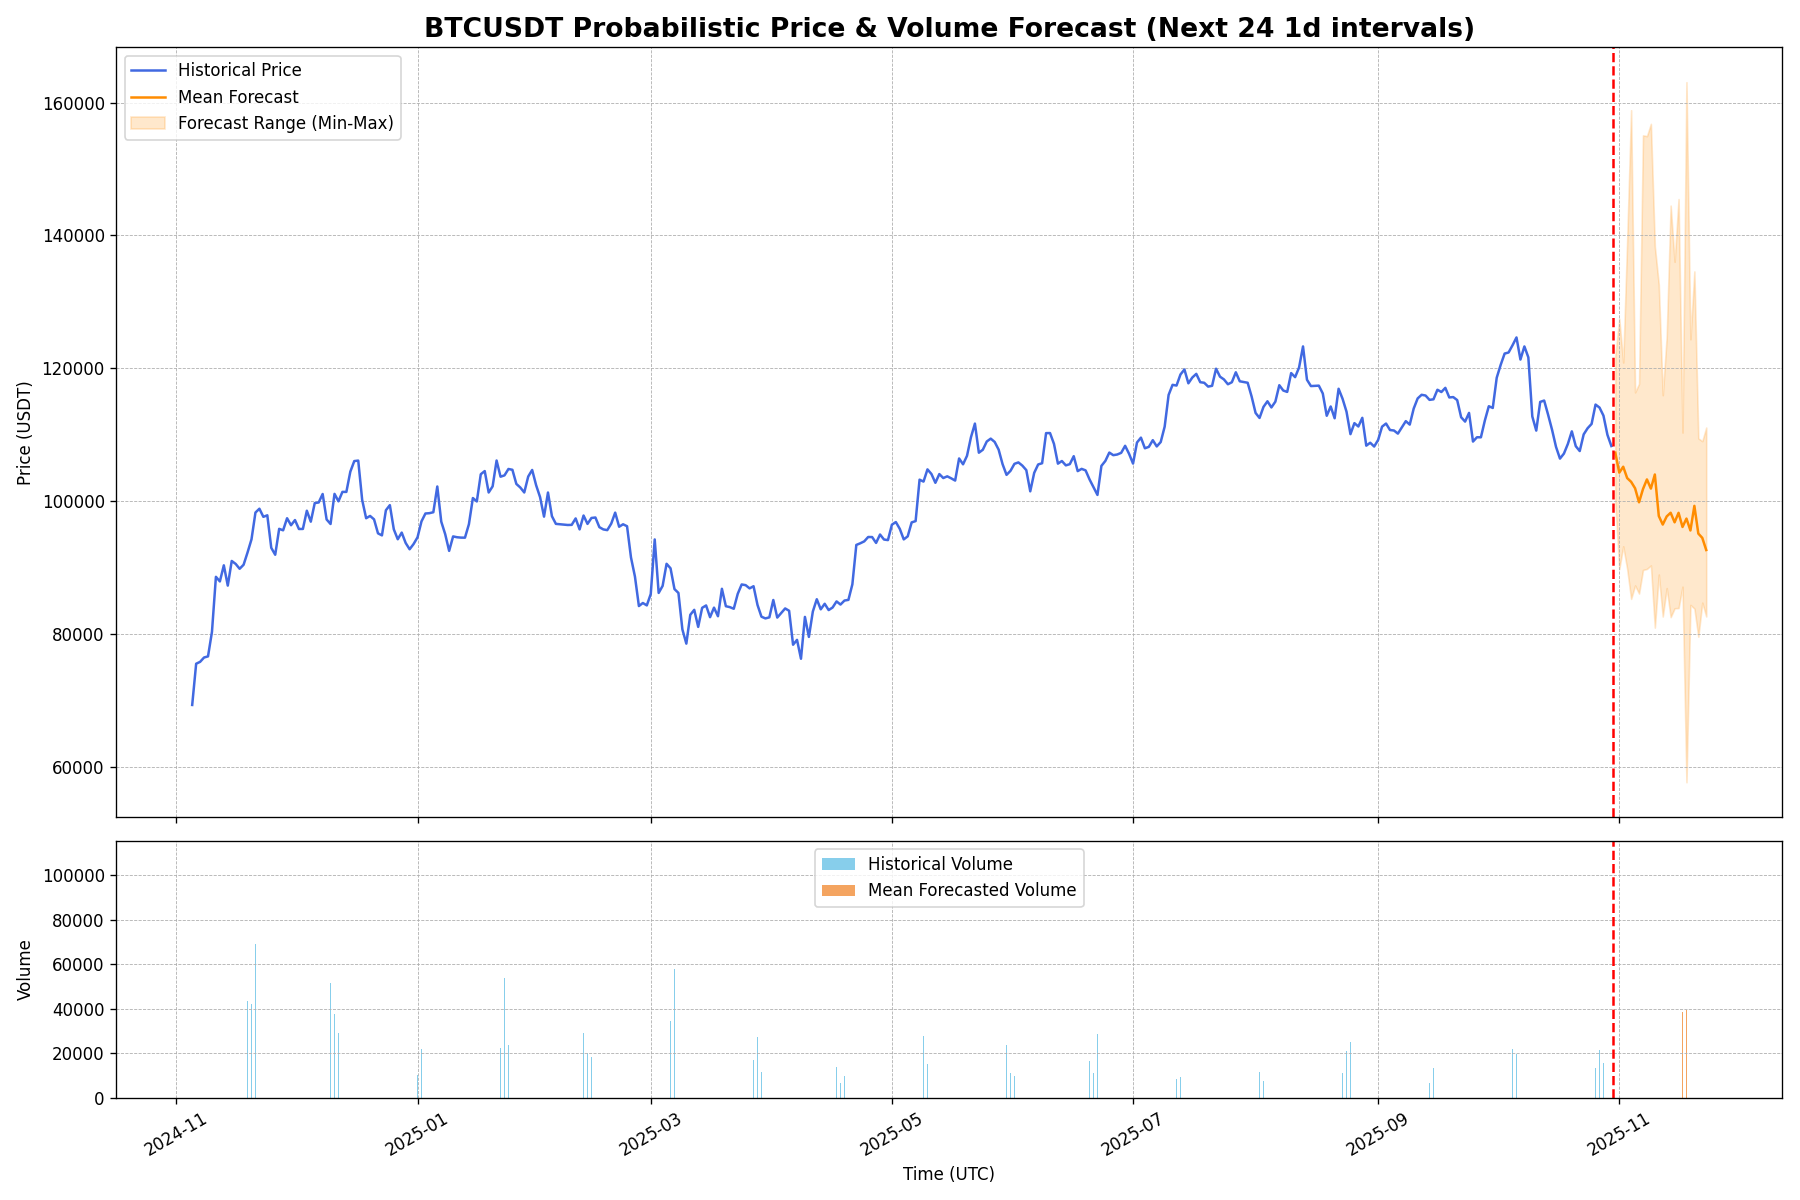 BTCUSDT Probabilistic Price & Volume Forecast (Next 24 1d intervals)
Historical Price
Mean Forecast
Forecast Range (Min-Max)
160000
140000
120000
100000
80000
60000
Price (USDT)
Historical Volume
Mean Forecasted Volume
100000
80000
60000
40000
20000
0
Volume
2024-11
2025-01
2025-03
2025-05
2025-07
2025-09
2025-11
Time (UTC)